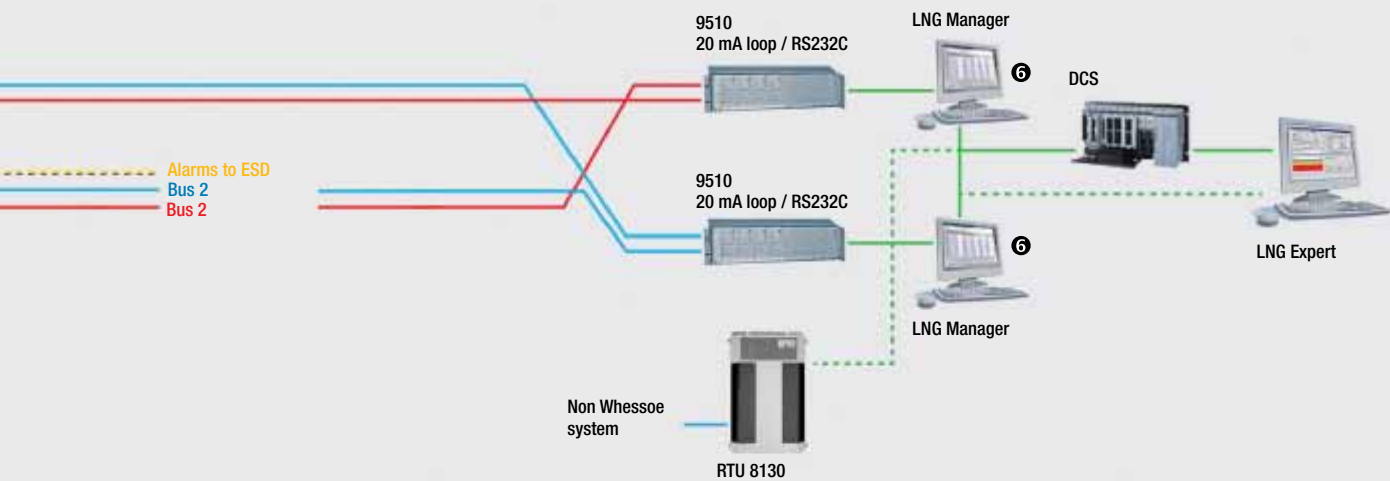 9510
20 mA loop / RS232C
LNG Manager
❻
DCS
Alarms to ESD
Bus 2
Bus 2
9510
20 mA loop / RS232C
❻
LNG Expert
LNG Manager
Non Whessoe
system
RTU 8130